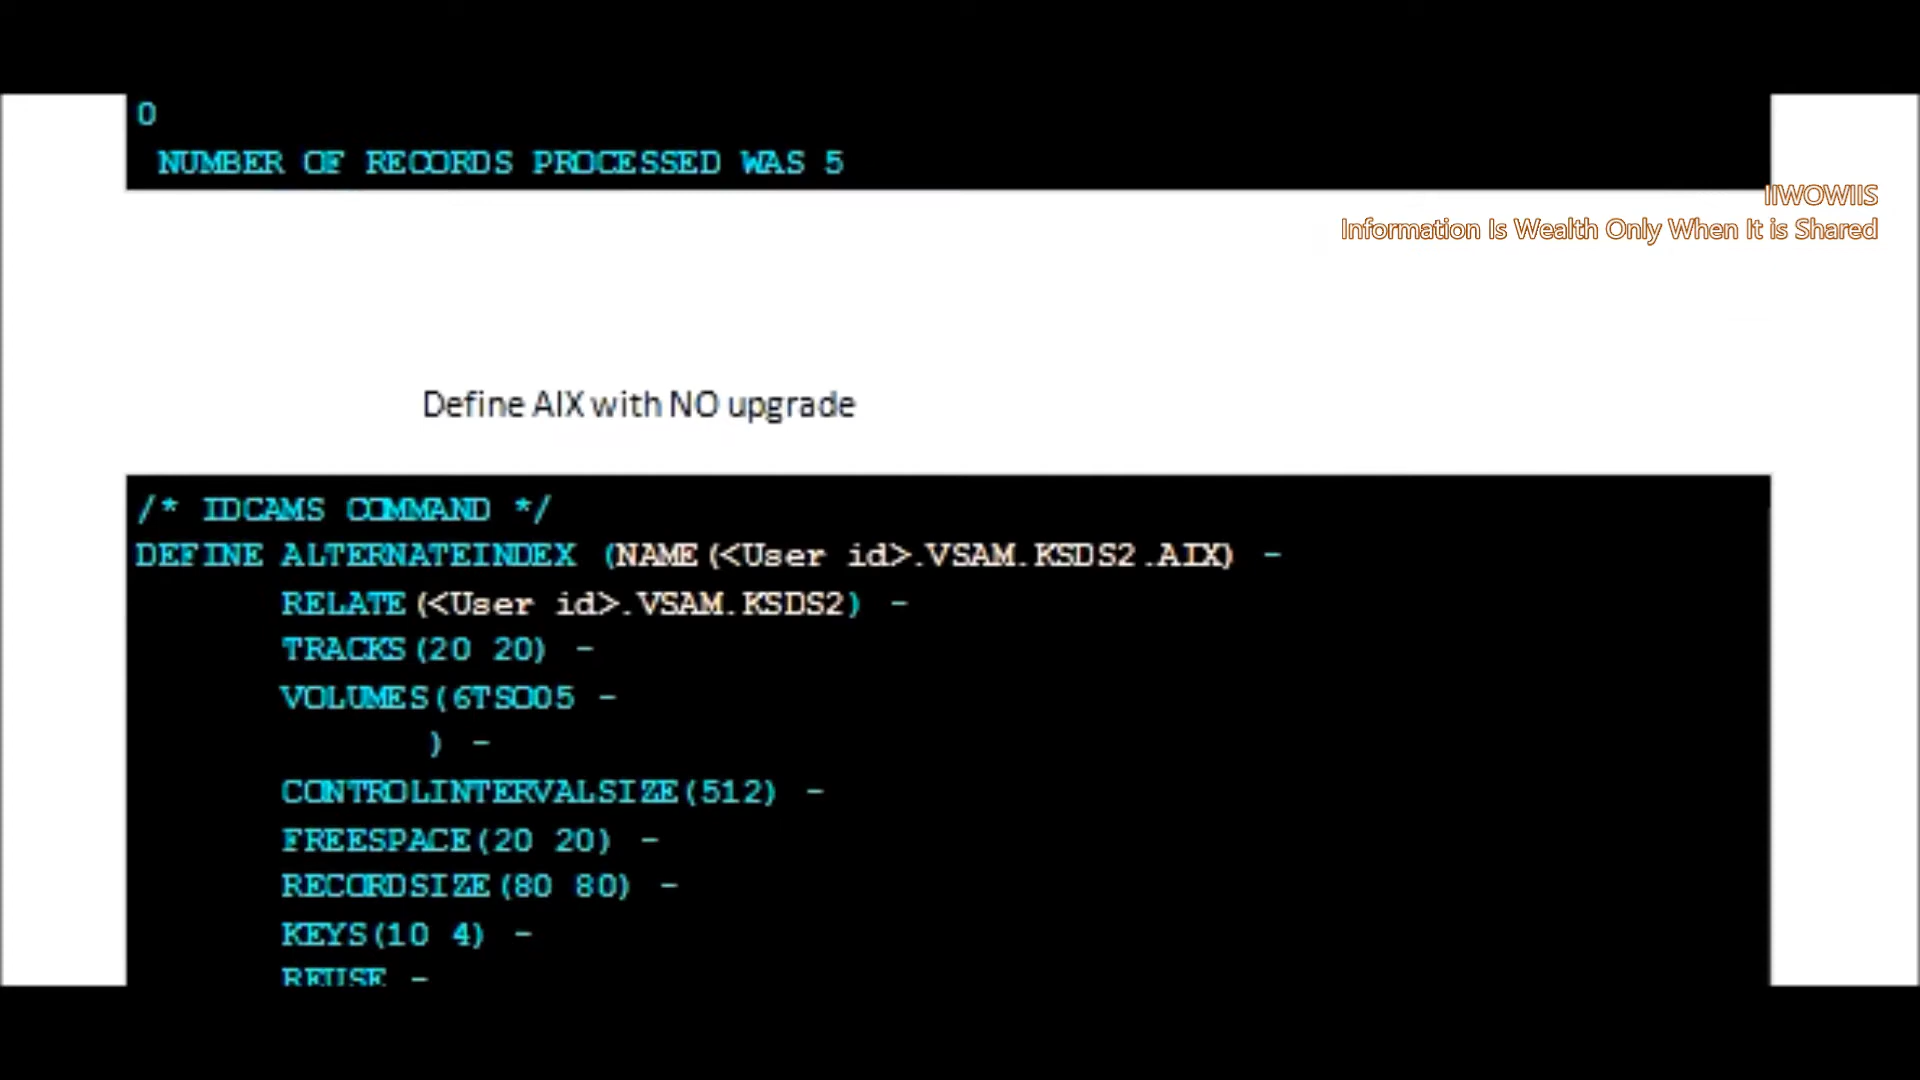 0
NUMBER OF RECORDS PROCESSED WAS 5
IIWOWIIS
Information Is Wealth Only When It is Shared
Define AIX with NO upgrade
/* IDCAMS COMMAND */
DEFINE ALTERNATEINDEX (NAME(<User id>.VSAM.KSDS2.AIX) -
RELATE(<User id>.VSAM.KSDS2) -
TRACKS(20 20) -
VOLUMES(6TSO05 -
) -
CONTROLINTERVALSIZE(512) -
FREESPACE(20 20) -
RECORDSIZE(80 80) -
KEYS(10 4) -
REUSE -